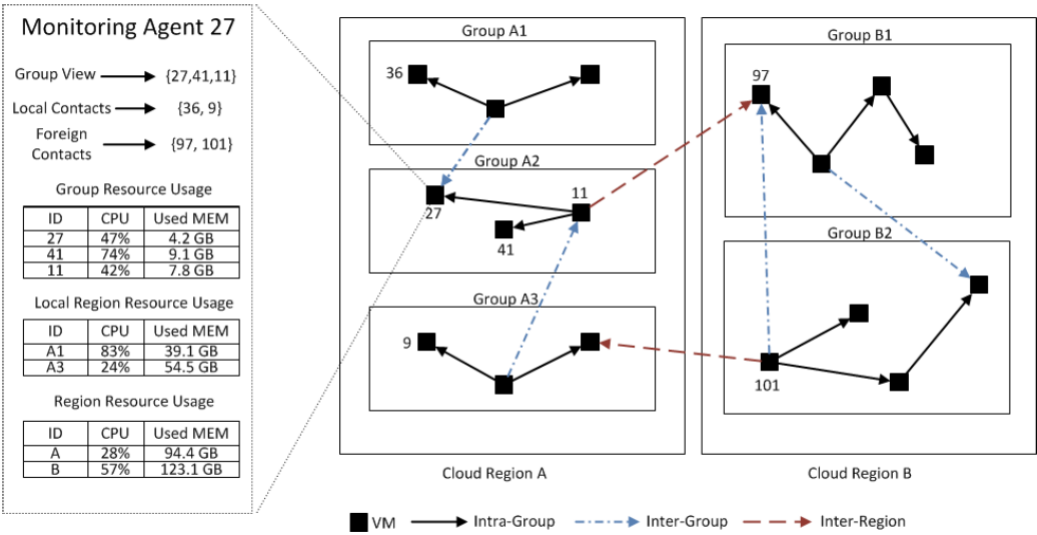 Monitoring Agent 27
Group View {27,41,11}
Local Contacts {36, 9}
Foreign
Contacts {97, 101}
Group Resource Usage
ID CPU Used MEM
27 47% 4.2 GB
41 74% 9.1 GB
11 42% 7.8 GB
Local Region Resource Usage
ID CPU Used MEM
A1 83% 39.1 GB
A3 24% 54.5 GB
Region Resource Usage
ID CPU Used MEM
A 28% 94.4 GB
B 57% 123.1 GB
Group A1
36
Group A2
27
11
41
Group A3
9
Cloud Region A
Group B1
97
Group B2
101
Cloud Region B
VM Intra-Group Inter-Group Inter-Region